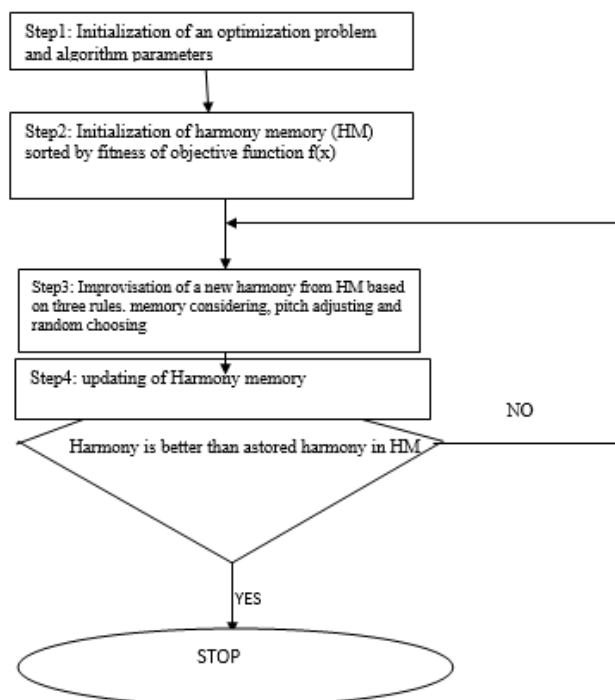 Step1: Initialization of an optimization problem
and algorithm parameters
Step2: Initialization of harmony memory (HM)
sorted by fitness of objective function f(x)
Step3: Improvisation of a new harmony from HM based
on three rules. memory considering, pitch adjusting and
random choosing
Step4: updating of Harmony memory
NO
Harmony is better than astored harmony in HM
YES
STOP